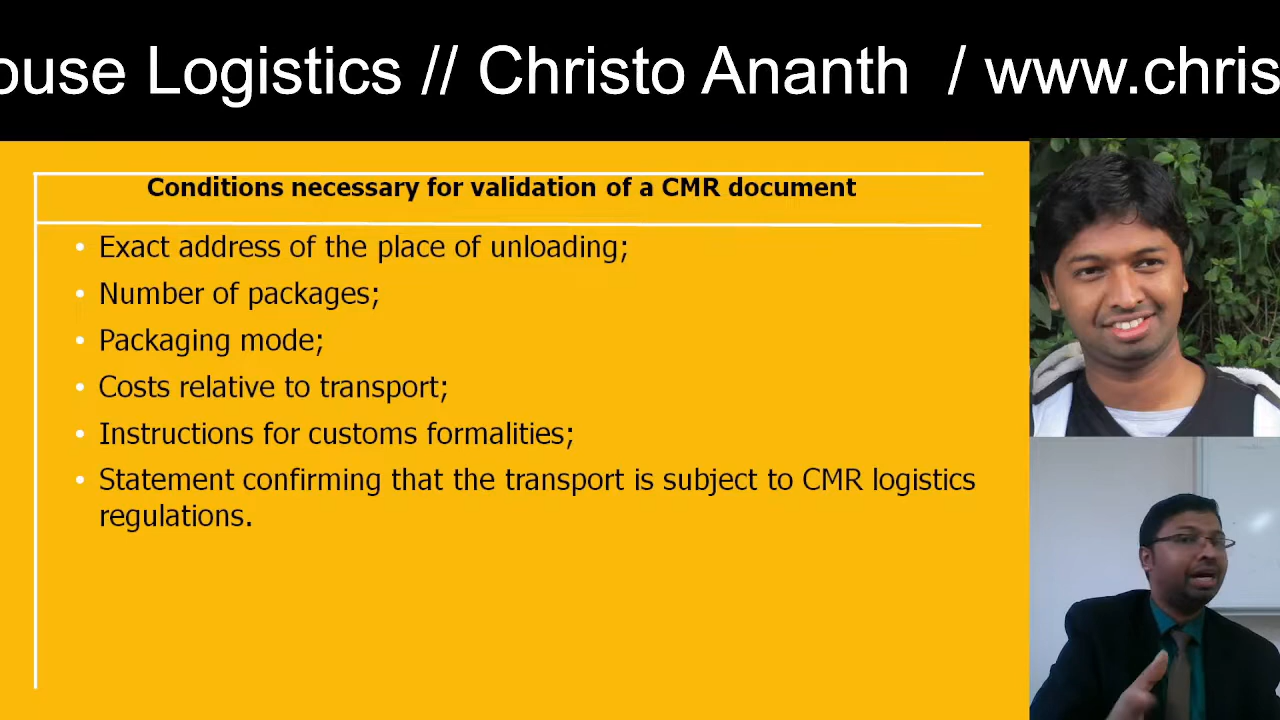 ouse Logistics // Christo Ananth / www.chris
Conditions necessary for validation of a CMR document
• Exact address of the place of unloading;
• Number of packages;
• Packaging mode;
• Costs relative to transport;
• Instructions for customs formalities;
• Statement confirming that the transport is subject to CMR logistics
regulations.